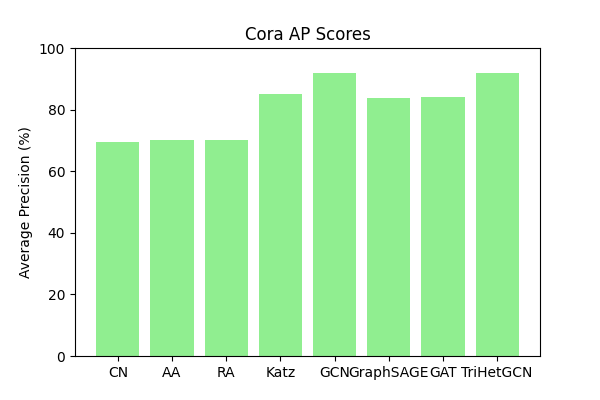 Cora AP Scores
Average Precision (%)
100
80
60
40
20
0
CN AA RA Katz GCN GraphSAGE GAT TriHetGCN